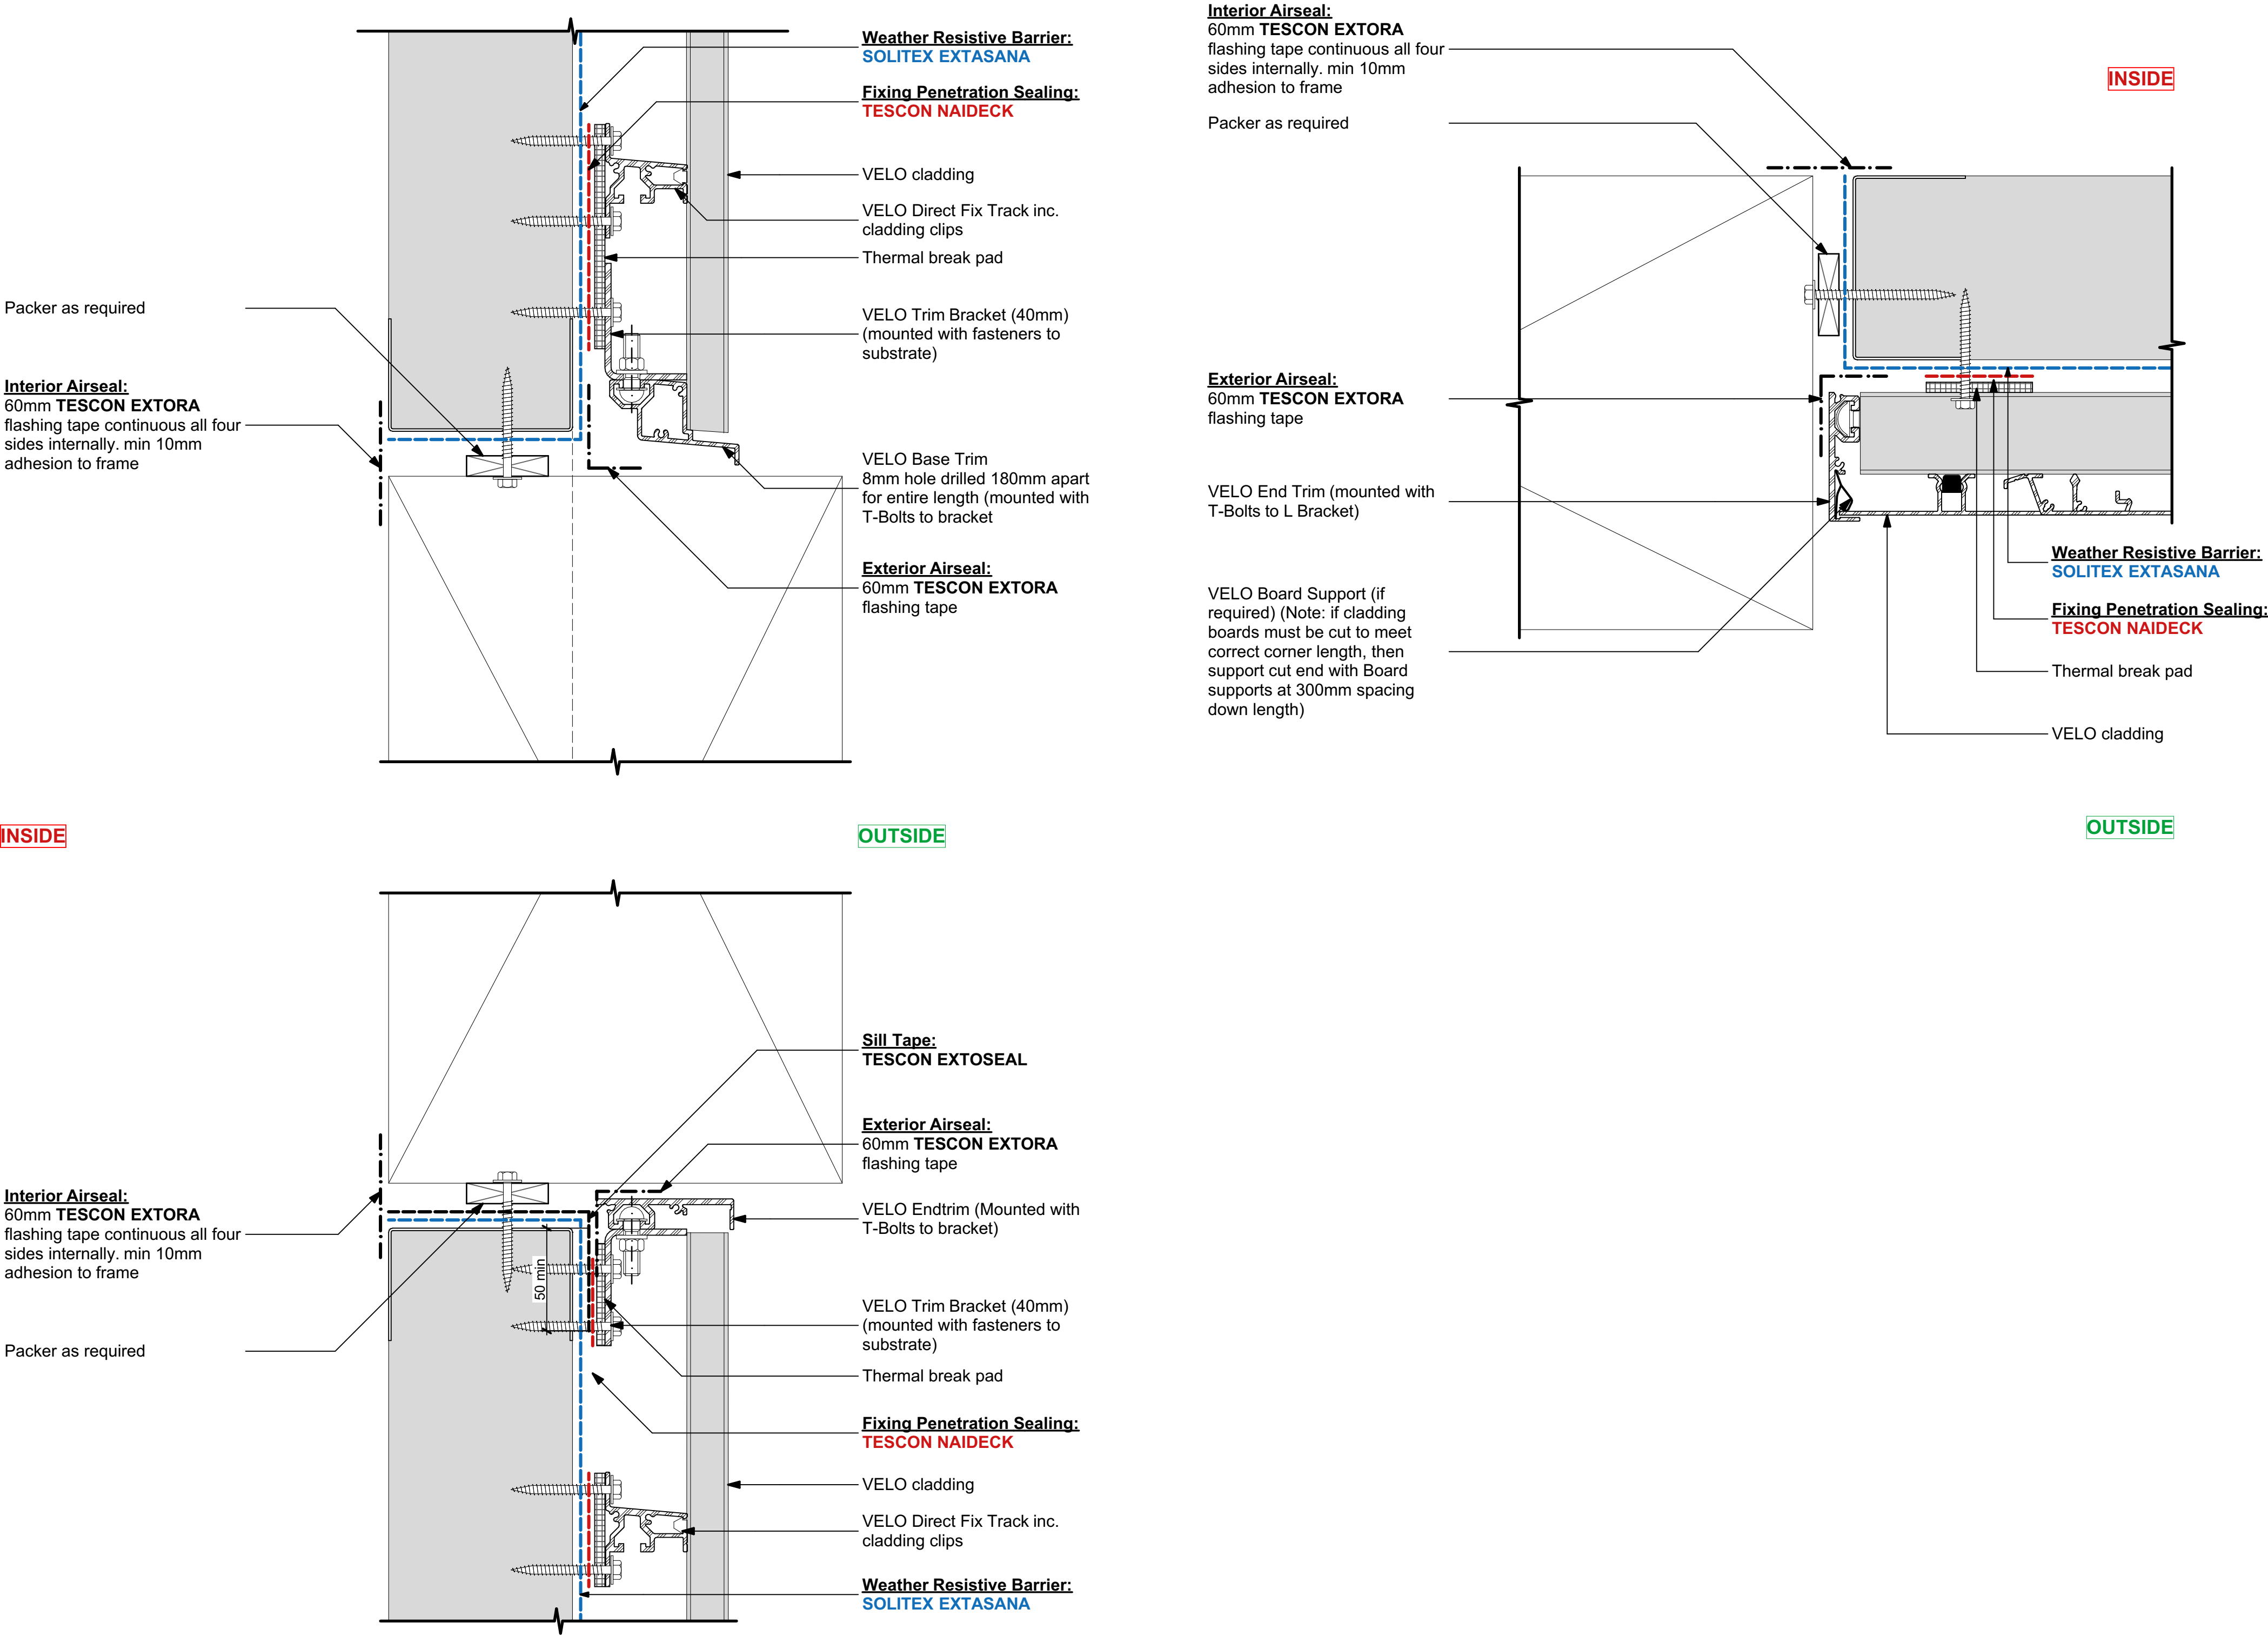 Weather Resistive Barrier:
SOLITEX EXTASANA
Fixing Penetration Sealing:
TESCON NAIDECK
VELO cladding
VELO Direct Fix Track inc.
cladding clips
Thermal break pad
Packer as required
VELO Trim Bracket (40mm)
(mounted with fasteners to
substrate)
Interior Airseal:
60mm TESCON EXTORA
flashing tape continuous all four
sides internally. min 10mm
adhesion to frame
VELO Base Trim
8mm hole drilled 180mm apart
for entire length (mounted with
T-Bolts to bracket
Exterior Airseal:
60mm TESCON EXTORA
flashing tape
INSIDE
OUTSIDE
Sill Tape:
TESCON EXTOSEAL
Exterior Airseal:
60mm TESCON EXTORA
flashing tape
Interior Airseal:
60mm TESCON EXTORA
flashing tape continuous all four
sides internally. min 10mm
adhesion to frame
VELO Endtrim (Mounted with
T-Bolts to bracket)
50 min
VELO Trim Bracket (40mm)
(mounted with fasteners to
substrate)
Packer as required
Thermal break pad
Fixing Penetration Sealing:
TESCON NAIDECK
VELO cladding
VELO Direct Fix Track inc.
cladding clips
Weather Resistive Barrier:
SOLITEX EXTASANA
Interior Airseal:
60mm TESCON EXTORA
flashing tape continuous all four
sides internally. min 10mm
adhesion to frame
INSIDE
Packer as required
Exterior Airseal:
60mm TESCON EXTORA
flashing tape
VELO End Trim (mounted with
T-Bolts to L Bracket)
VELO Board Support (if
required) (Note: if cladding
boards must be cut to meet
correct corner length, then
support cut end with Board
supports at 300mm spacing
down length)
Weather Resistive Barrier:
SOLITEX EXTASANA
Fixing Penetration Sealing:
TESCON NAIDECK
Thermal break pad
VELO cladding
OUTSIDE